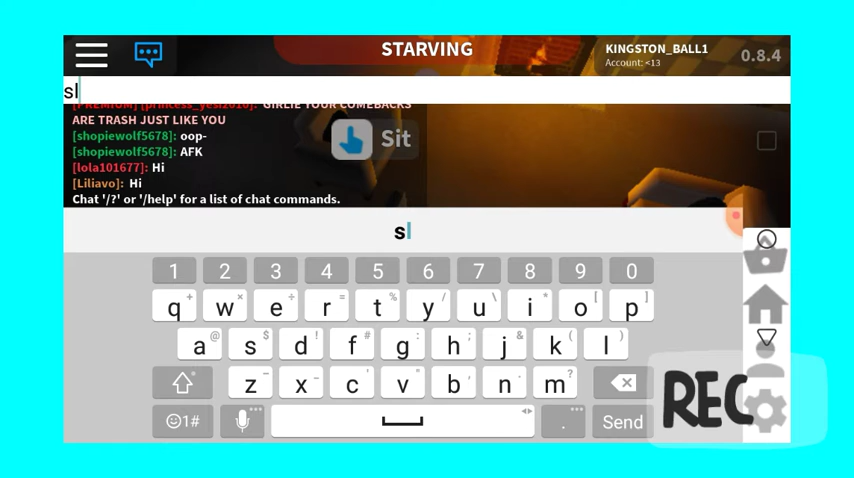 STARVING
KINGSTON_BALL1
Account: <13
0.8.4
sl
[PREMIUM] [princess_yesi2010]: GIRLIE YOUR COMEBACKS
ARE TRASH JUST LIKE YOU
[shopiewolf5678]: oop-
[shopiewolf5678]: AFK
[lola101677]: Hi
[Liliavo]: Hi
Chat '/?' or '/help' for a list of chat commands.
Sit
sl
1 2 3 4 5 6 7 8 9 0
q + w × e ÷ r = t % y / u \ i * o [ p ]
a @ s $ d ! f # g : h ; j & k ( l )
z - x _ c ' v " b ' n , m ?
☺1# . Send
REC